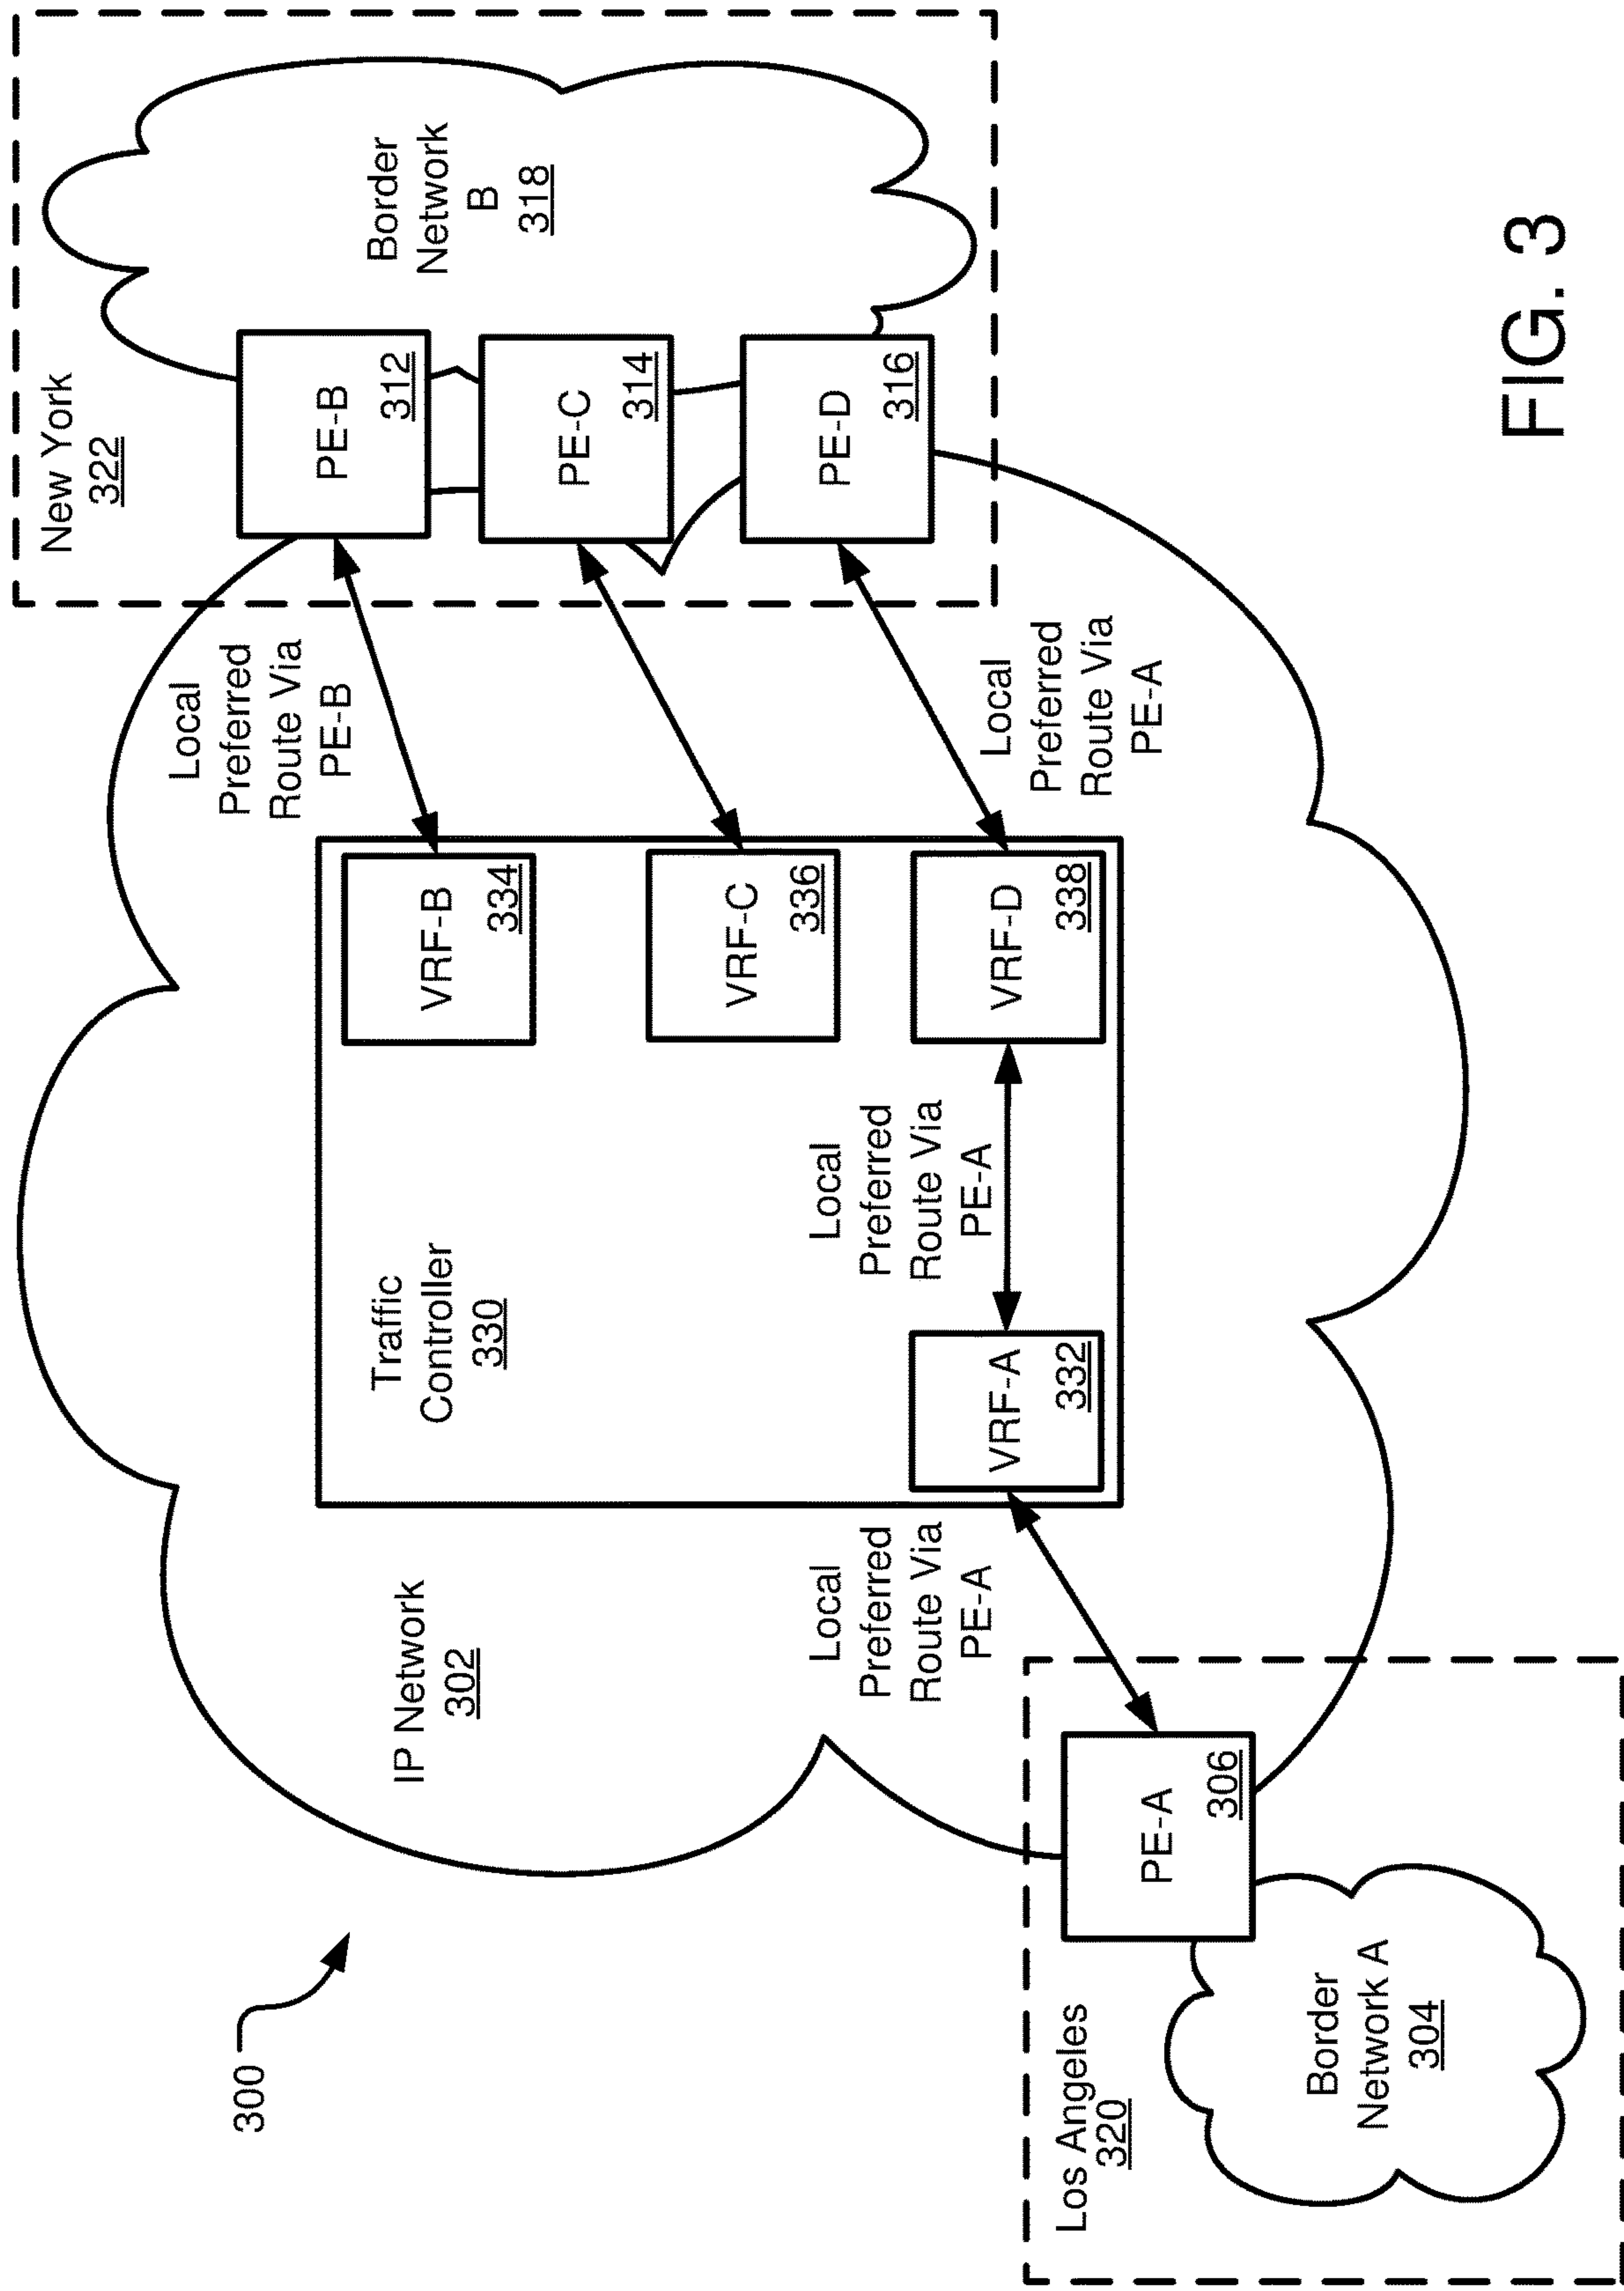 300
IP Network
302
New York
322
Border
Network
B
318
PE-B
312
PE-C
314
PE-D
316
Local
Preferred
Route Via
PE-B
Traffic
Controller
330
VRF-B
334
VRF-C
336
VRF-D
338
Local
Preferred
Route Via
PE-A
Local
Preferred
Route Via
PE-A
VRF-A
332
Local
Preferred
Route Via
PE-A
Los Angeles
320
PE-A
306
Border
Network A
304
FIG. 3